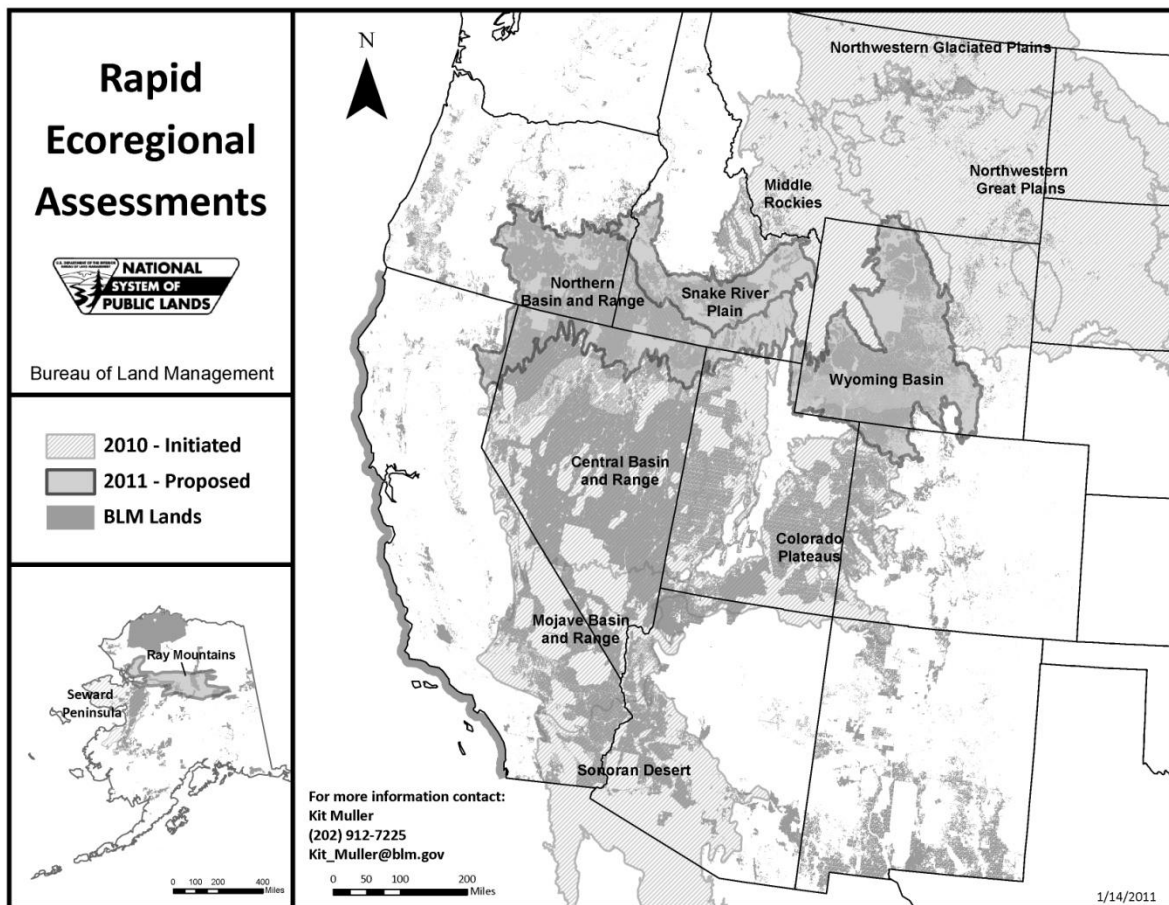 Rapid
Ecoregional
Assessments
U.S. DEPARTMENT OF THE INTERIOR
BUREAU OF LAND MANAGEMENT
NATIONAL
SYSTEM OF
PUBLIC LANDS
Bureau of Land Management
2010 - Initiated
2011 - Proposed
BLM Lands
Ray Mountains
Seward
Peninsula
0 100 200 400
Miles
N
Northwestern Glaciated Plains
Northwestern
Great Plains
Middle
Rockies
Northern
Basin and Range
Snake River
Plain
Wyoming Basin
Central Basin
and Range
Colorado
Plateaus
Mojave Basin
and Range
Sonoran Desert
For more information contact:
Kit Muller
(202) 912-7225
Kit_Muller@blm.gov
0 50 100 200
Miles
1/14/2011